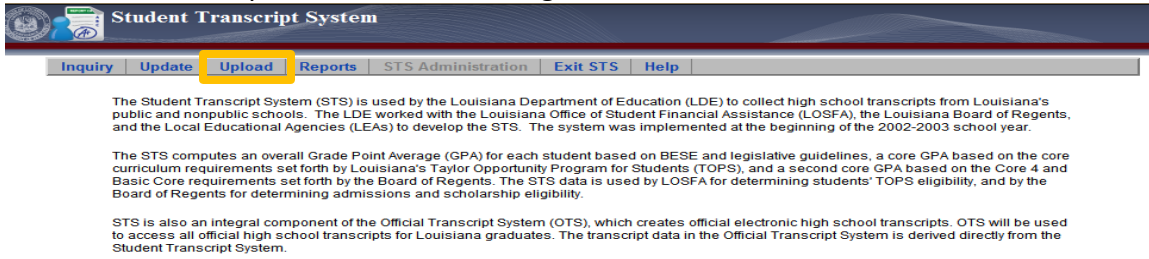 Student Transcript System
Inquiry Update Upload Reports STS Administration Exit STS Help
The Student Transcript System (STS) is used by the Louisiana Department of Education (LDE) to collect high school transcripts from Louisiana's
public and nonpublic schools. The LDE worked with the Louisiana Office of Student Financial Assistance (LOSFA), the Louisiana Board of Regents,
and the Local Educational Agencies (LEAs) to develop the STS. The system was implemented at the beginning of the 2002-2003 school year.
The STS computes an overall Grade Point Average (GPA) for each student based on BESE and legislative guidelines, a core GPA based on the core
curriculum requirements set forth by Louisiana's Taylor Opportunity Program for Students (TOPS), and a second core GPA based on the Core 4 and
Basic Core requirements set forth by the Board of Regents. The STS data is used by LOSFA for determining students' TOPS eligibility, and by the
Board of Regents for determining admissions and scholarship eligibility.
STS is also an integral component of the Official Transcript System (OTS), which creates official electronic high school transcripts. OTS will be used
to access all official high school transcripts for Louisiana graduates. The transcript data in the Official Transcript System is derived directly from the
Student Transcript System.